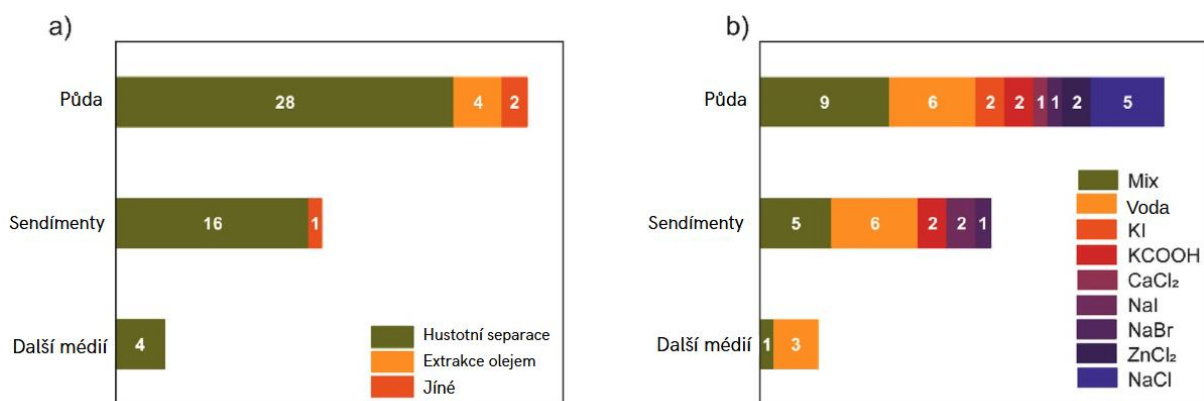 a)
Půda
28
4
2
Sendímenty
16
1
Další médií
4
Hustotní separace
Extrakce olejem
Jíné
b)
Půda
9
6
2
2
1
1
2
5
Sendímenty
5
6
2
2
1
Další médií
1
3
Mix
Voda
KI
KCOOH
CaCl₂
NaI
NaBr
ZnCl₂
NaCl